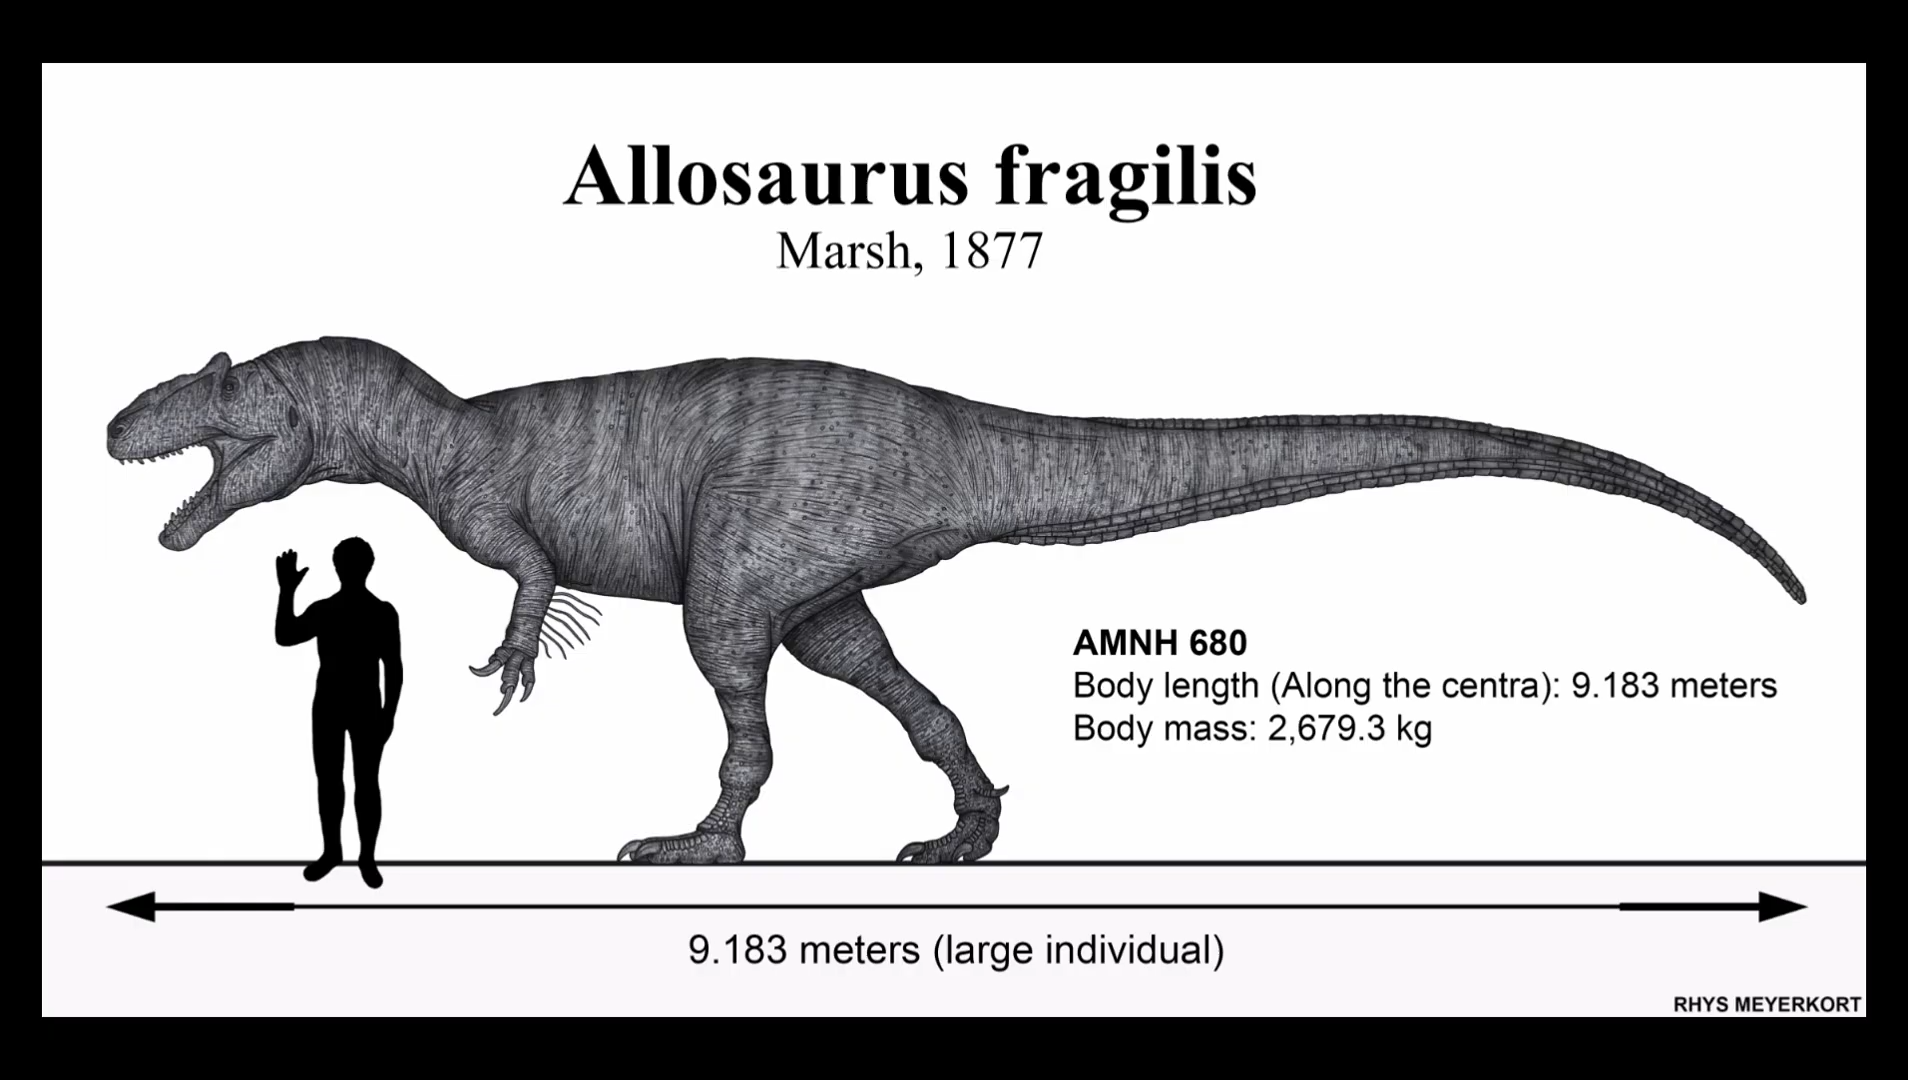 Allosaurus fragilis
Marsh, 1877
AMNH 680
Body length (Along the centra): 9.183 meters
Body mass: 2,679.3 kg
9.183 meters (large individual)
RHYS MEYERKORT